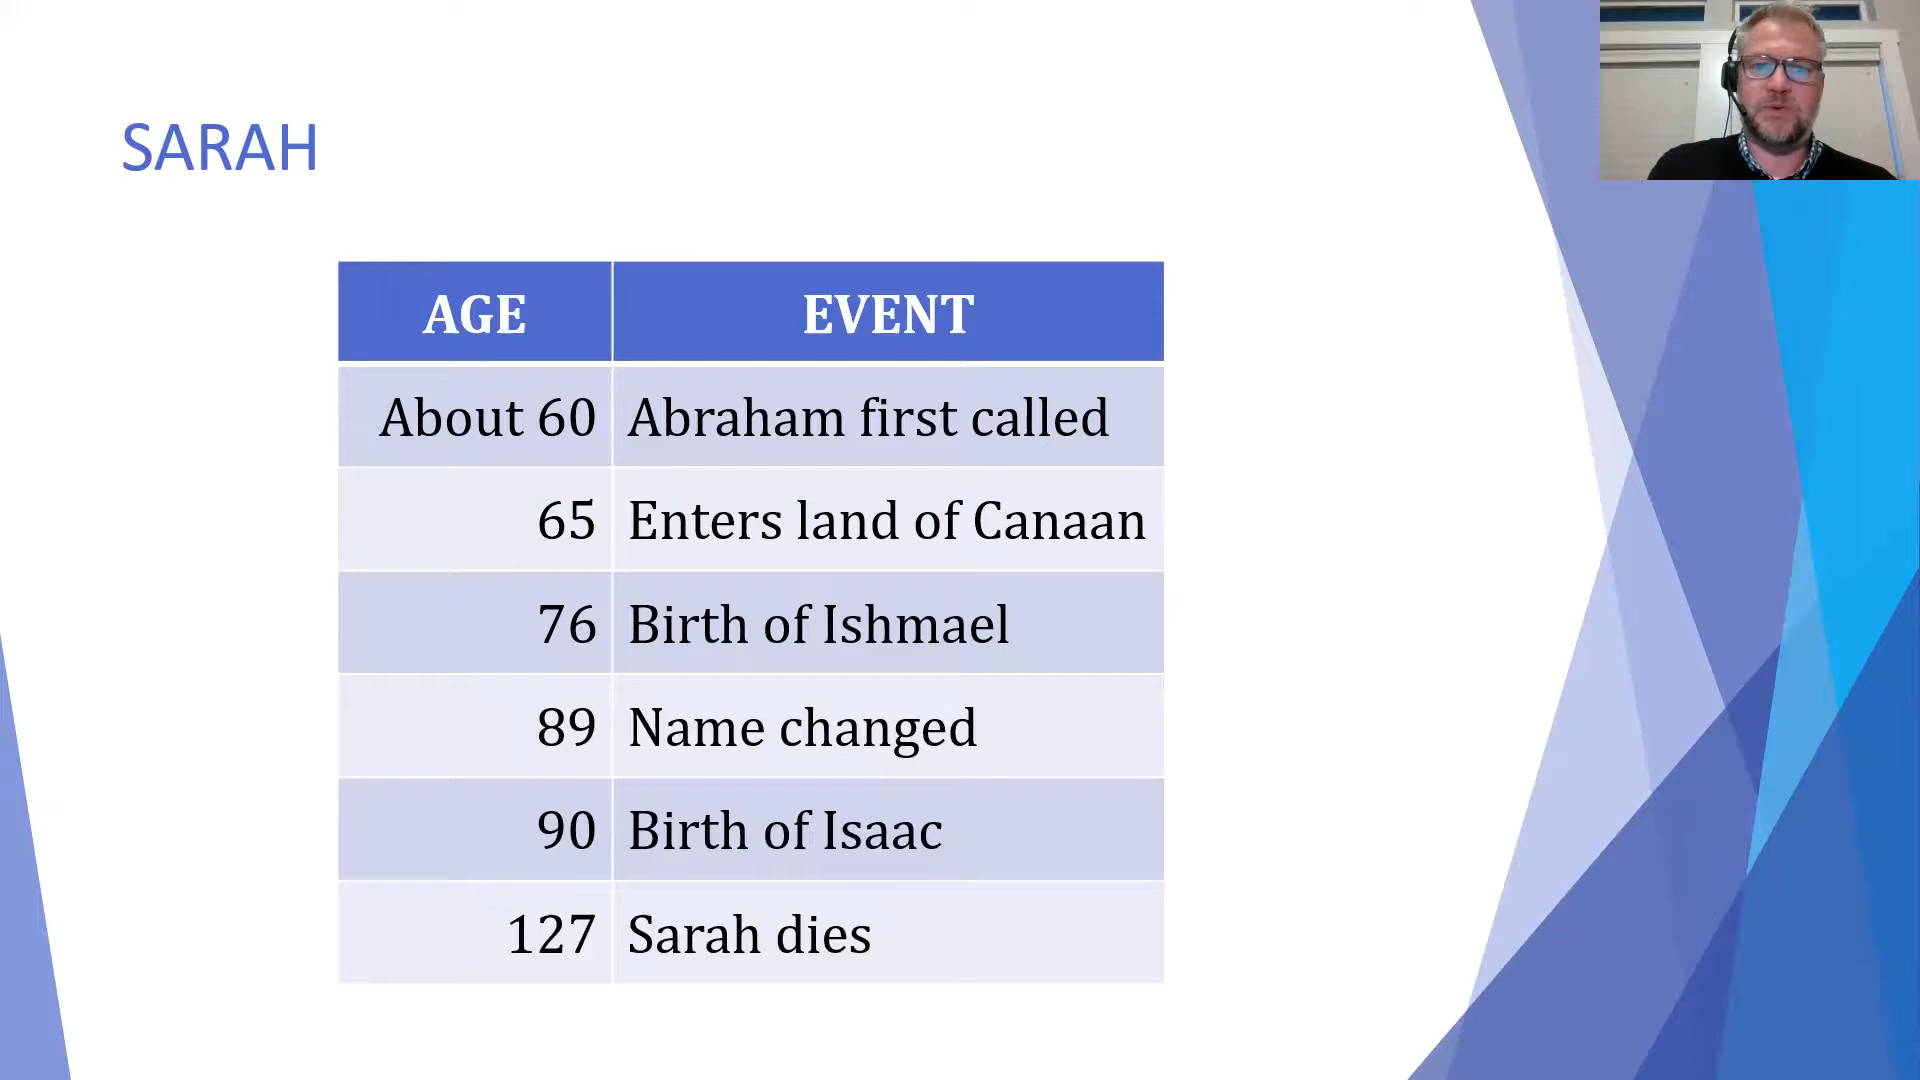 SARAH
AGE EVENT
About 60 Abraham first called
65 Enters land of Canaan
76 Birth of Ishmael
89 Name changed
90 Birth of Isaac
127 Sarah dies